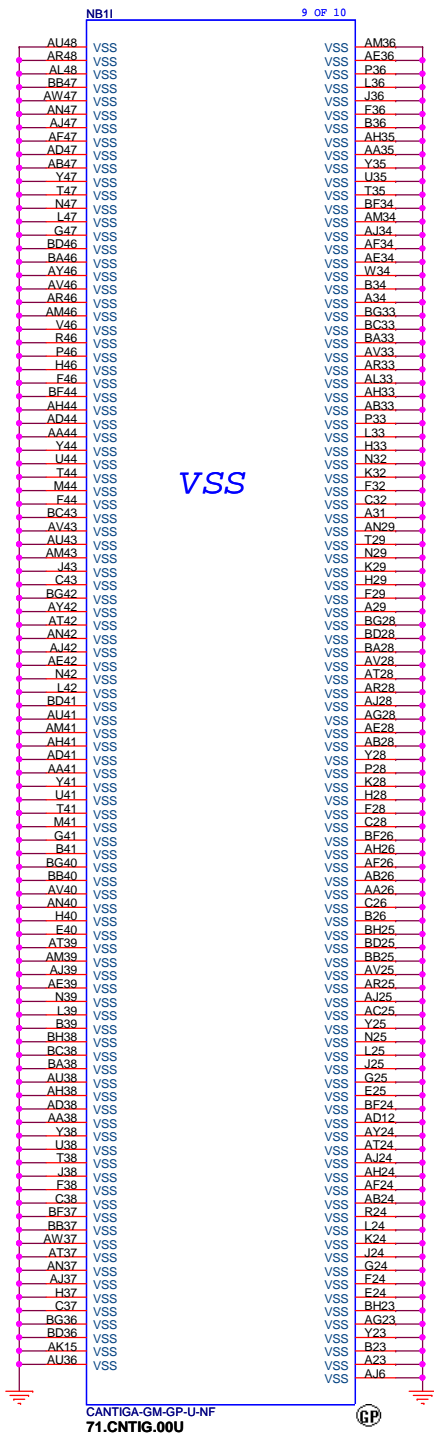 NB1I 9 OF 10
AU48 VSS VSS AM36
AR48 VSS VSS AE36
AL48 VSS VSS P36
BB47 VSS VSS L36
AW47 VSS VSS J36
AN47 VSS VSS F36
AJ47 VSS VSS B36
AF47 VSS VSS AH35
AD47 VSS VSS AA35
AB47 VSS VSS Y35
Y47 VSS VSS U35
T47 VSS VSS T35
N47 VSS VSS BF34
L47 VSS VSS AM34
G47 VSS VSS AJ34
BD46 VSS VSS AF34
BA46 VSS VSS AE34
AY46 VSS VSS W34
AV46 VSS VSS B34
AR46 VSS VSS A34
AM46 VSS VSS BG33
V46 VSS VSS BC33
R46 VSS VSS BA33
P46 VSS VSS AV33
H46 VSS VSS AR33
F46 VSS VSS AL33
BF44 VSS VSS AH33
AH44 VSS VSS AB33
AD44 VSS VSS P33
AA44 VSS VSS L33
Y44 VSS VSS H33
U44 VSS VSS N32
T44 VSS VSS K32
VSS
M44 VSS VSS F32
F44 VSS VSS C32
BC43 VSS VSS A31
AV43 VSS VSS AN29
AU43 VSS VSS T29
AM43 VSS VSS N29
J43 VSS VSS K29
C43 VSS VSS H29
BG42 VSS VSS F29
AY42 VSS VSS A29
AT42 VSS VSS BG28
AN42 VSS VSS BD28
AJ42 VSS VSS BA28
AE42 VSS VSS AV28
N42 VSS VSS AT28
L42 VSS VSS AR28
BD41 VSS VSS AJ28
AU41 VSS VSS AG28
AM41 VSS VSS AE28
AH41 VSS VSS AB28
AD41 VSS VSS Y28
AA41 VSS VSS P28
Y41 VSS VSS K28
U41 VSS VSS H28
T41 VSS VSS F28
M41 VSS VSS C28
G41 VSS VSS BF26
B41 VSS VSS AH26
BG40 VSS VSS AF26
BB40 VSS VSS AB26
AV40 VSS VSS AA26
AN40 VSS VSS C26
H40 VSS VSS B26
E40 VSS VSS BH25
AT39 VSS VSS BD25
AM39 VSS VSS BB25
AJ39 VSS VSS AV25
AE39 VSS VSS AR25
N39 VSS VSS AJ25
L39 VSS VSS AC25
B39 VSS VSS Y25
BH38 VSS VSS N25
BC38 VSS VSS L25
BA38 VSS VSS J25
AU38 VSS VSS G25
AH38 VSS VSS E25
AD38 VSS VSS BF24
AA38 VSS VSS AD12
Y38 VSS VSS AY24
U38 VSS VSS AT24
T38 VSS VSS AJ24
J38 VSS VSS AH24
F38 VSS VSS AF24
C38 VSS VSS AB24
BF37 VSS VSS R24
BB37 VSS VSS L24
AW37 VSS VSS K24
AT37 VSS VSS J24
AN37 VSS VSS G24
AJ37 VSS VSS F24
H37 VSS VSS E24
C37 VSS VSS BH23
BG36 VSS VSS AG23
BD36 VSS VSS Y23
AK15 VSS VSS B23
AU36 VSS VSS A23
VSS AJ6
CANTIGA-GM-GP-U-NF
71.CNTIG.00U
GP